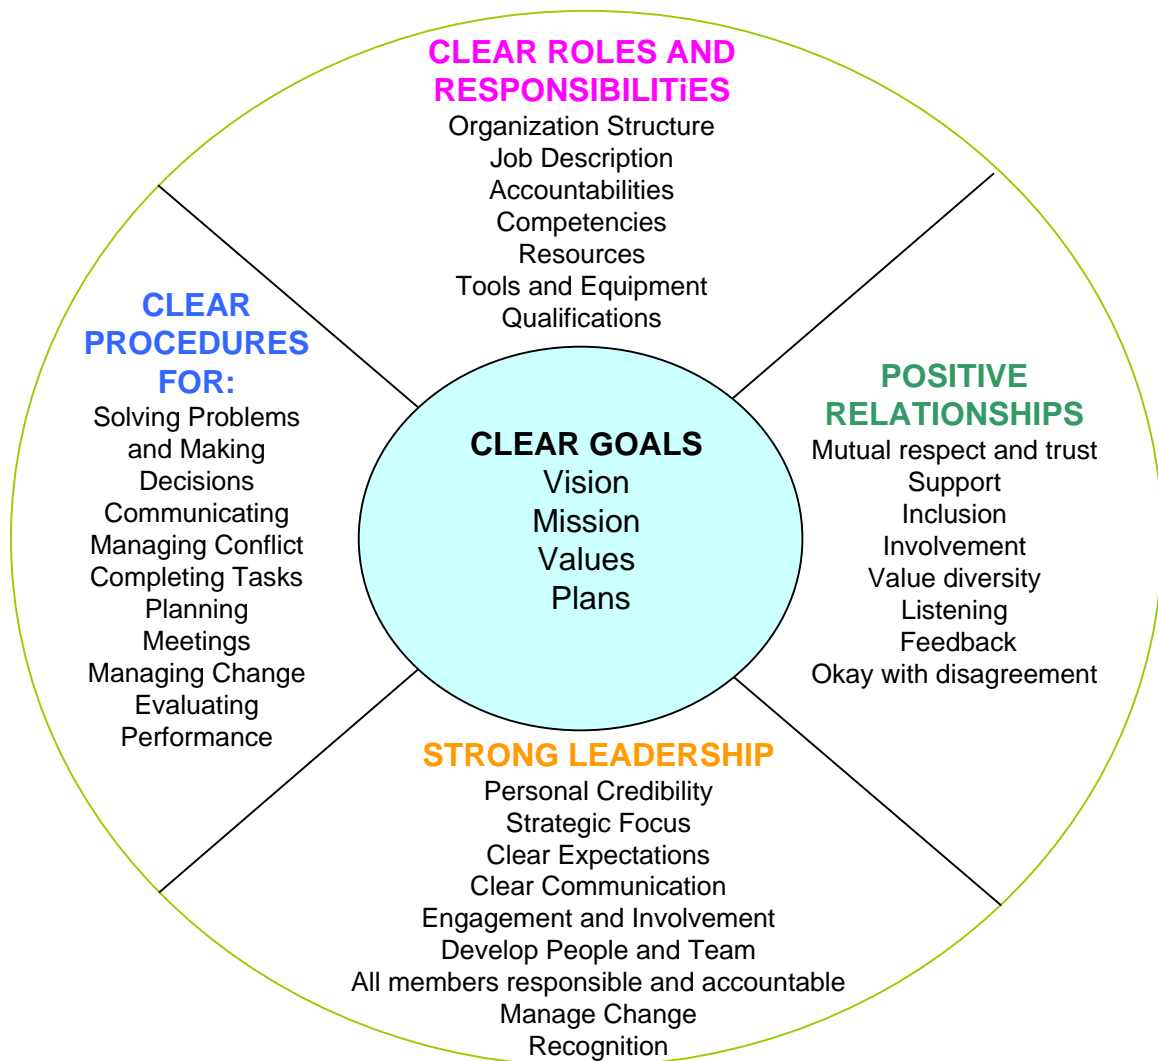 CLEAR ROLES AND
RESPONSIBILITiES
Organization Structure
Job Description
Accountabilities
Competencies
Resources
Tools and Equipment
Qualifications
CLEAR
PROCEDURES
FOR:
Solving Problems
and Making
Decisions
Communicating
Managing Conflict
Completing Tasks
Planning
Meetings
Managing Change
Evaluating
Performance
CLEAR GOALS
Vision
Mission
Values
Plans
POSITIVE
RELATIONSHIPS
Mutual respect and trust
Support
Inclusion
Involvement
Value diversity
Listening
Feedback
Okay with disagreement
STRONG LEADERSHIP
Personal Credibility
Strategic Focus
Clear Expectations
Clear Communication
Engagement and Involvement
Develop People and Team
All members responsible and accountable
Manage Change
Recognition